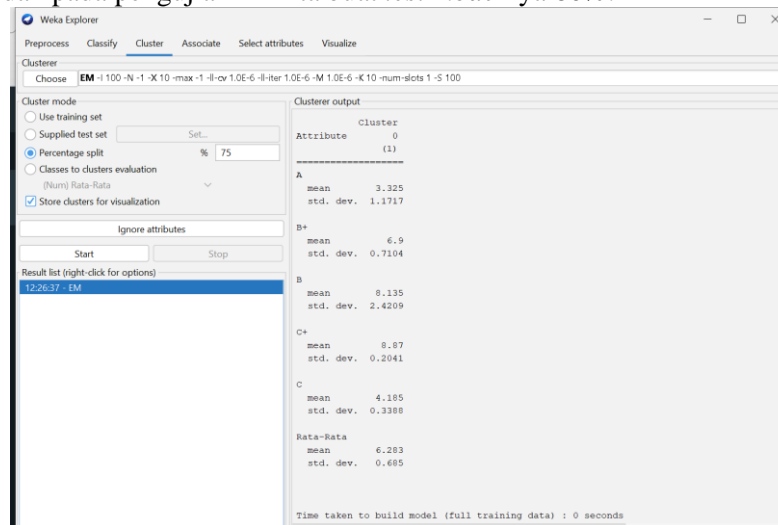 Weka Explorer
Preprocess Classify Cluster Associate Select attributes Visualize
Clusterer
Choose EM -I 100 -N -1 -X 10 -max -1 -ll-cv 1.0E-6 -ll-iter 1.0E-6 -M 1.0E-6 -K 10 -num-slots 1 -S 100
Cluster mode
Use training set
Supplied test set Set...
Percentage split % 75
Classes to clusters evaluation
(Num) Rata-Rata
Store clusters for visualization
Ignore attributes
Start Stop
Result list (right-click for options)
12:26:37 - EM
Clusterer output
Cluster
Attribute 0
(1)
===================
A
mean 3.325
std. dev. 1.1717
B+
mean 6.9
std. dev. 0.7104
B
mean 8.135
std. dev. 2.4209
C+
mean 8.87
std. dev. 0.2041
C
mean 4.185
std. dev. 0.3388
Rata-Rata
mean 6.283
std. dev. 0.685
Time taken to build model (full training data) : 0 seconds